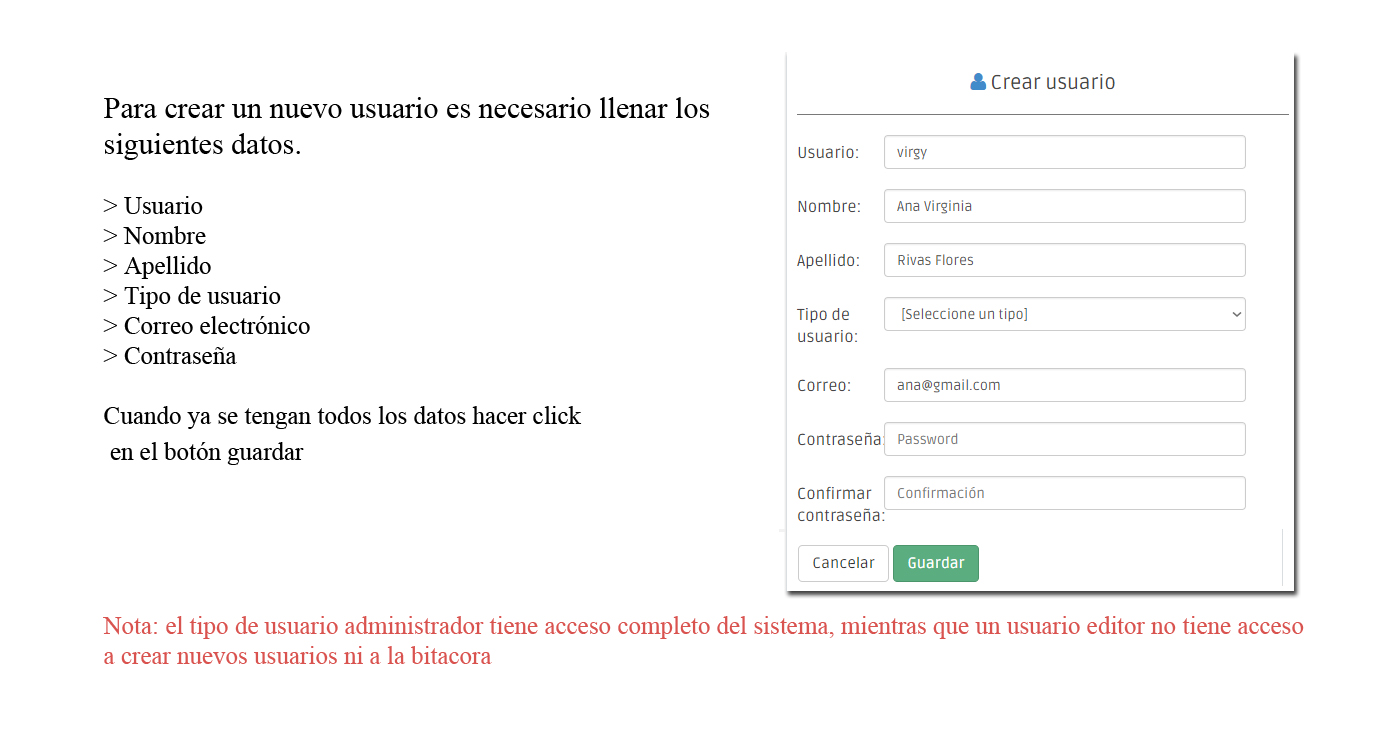 Para crear un nuevo usuario es necesario llenar los
siguientes datos.
> Usuario
> Nombre
> Apellido
> Tipo de usuario
> Correo electrónico
> Contraseña
Cuando ya se tengan todos los datos hacer click
en el botón guardar
Crear usuario
Usuario: virgy
Nombre: Ana Virginia
Apellido: Rivas Flores
Tipo de [Seleccione un tipo]
usuario:
Correo: ana@gmail.com
Contraseña: Password
Confirmar Confirmación
contraseña:
Cancelar Guardar
Nota: el tipo de usuario administrador tiene acceso completo del sistema, mientras que un usuario editor no tiene acceso
a crear nuevos usuarios ni a la bitacora